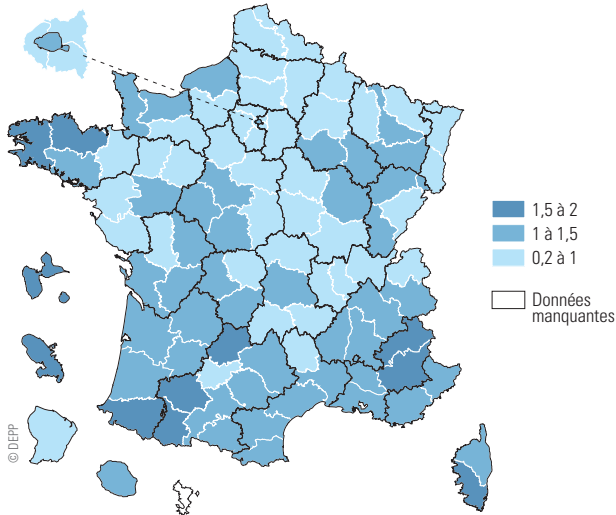 1,5 à 2
1 à 1,5
0,2 à 1
Données
manquantes
© DEPP